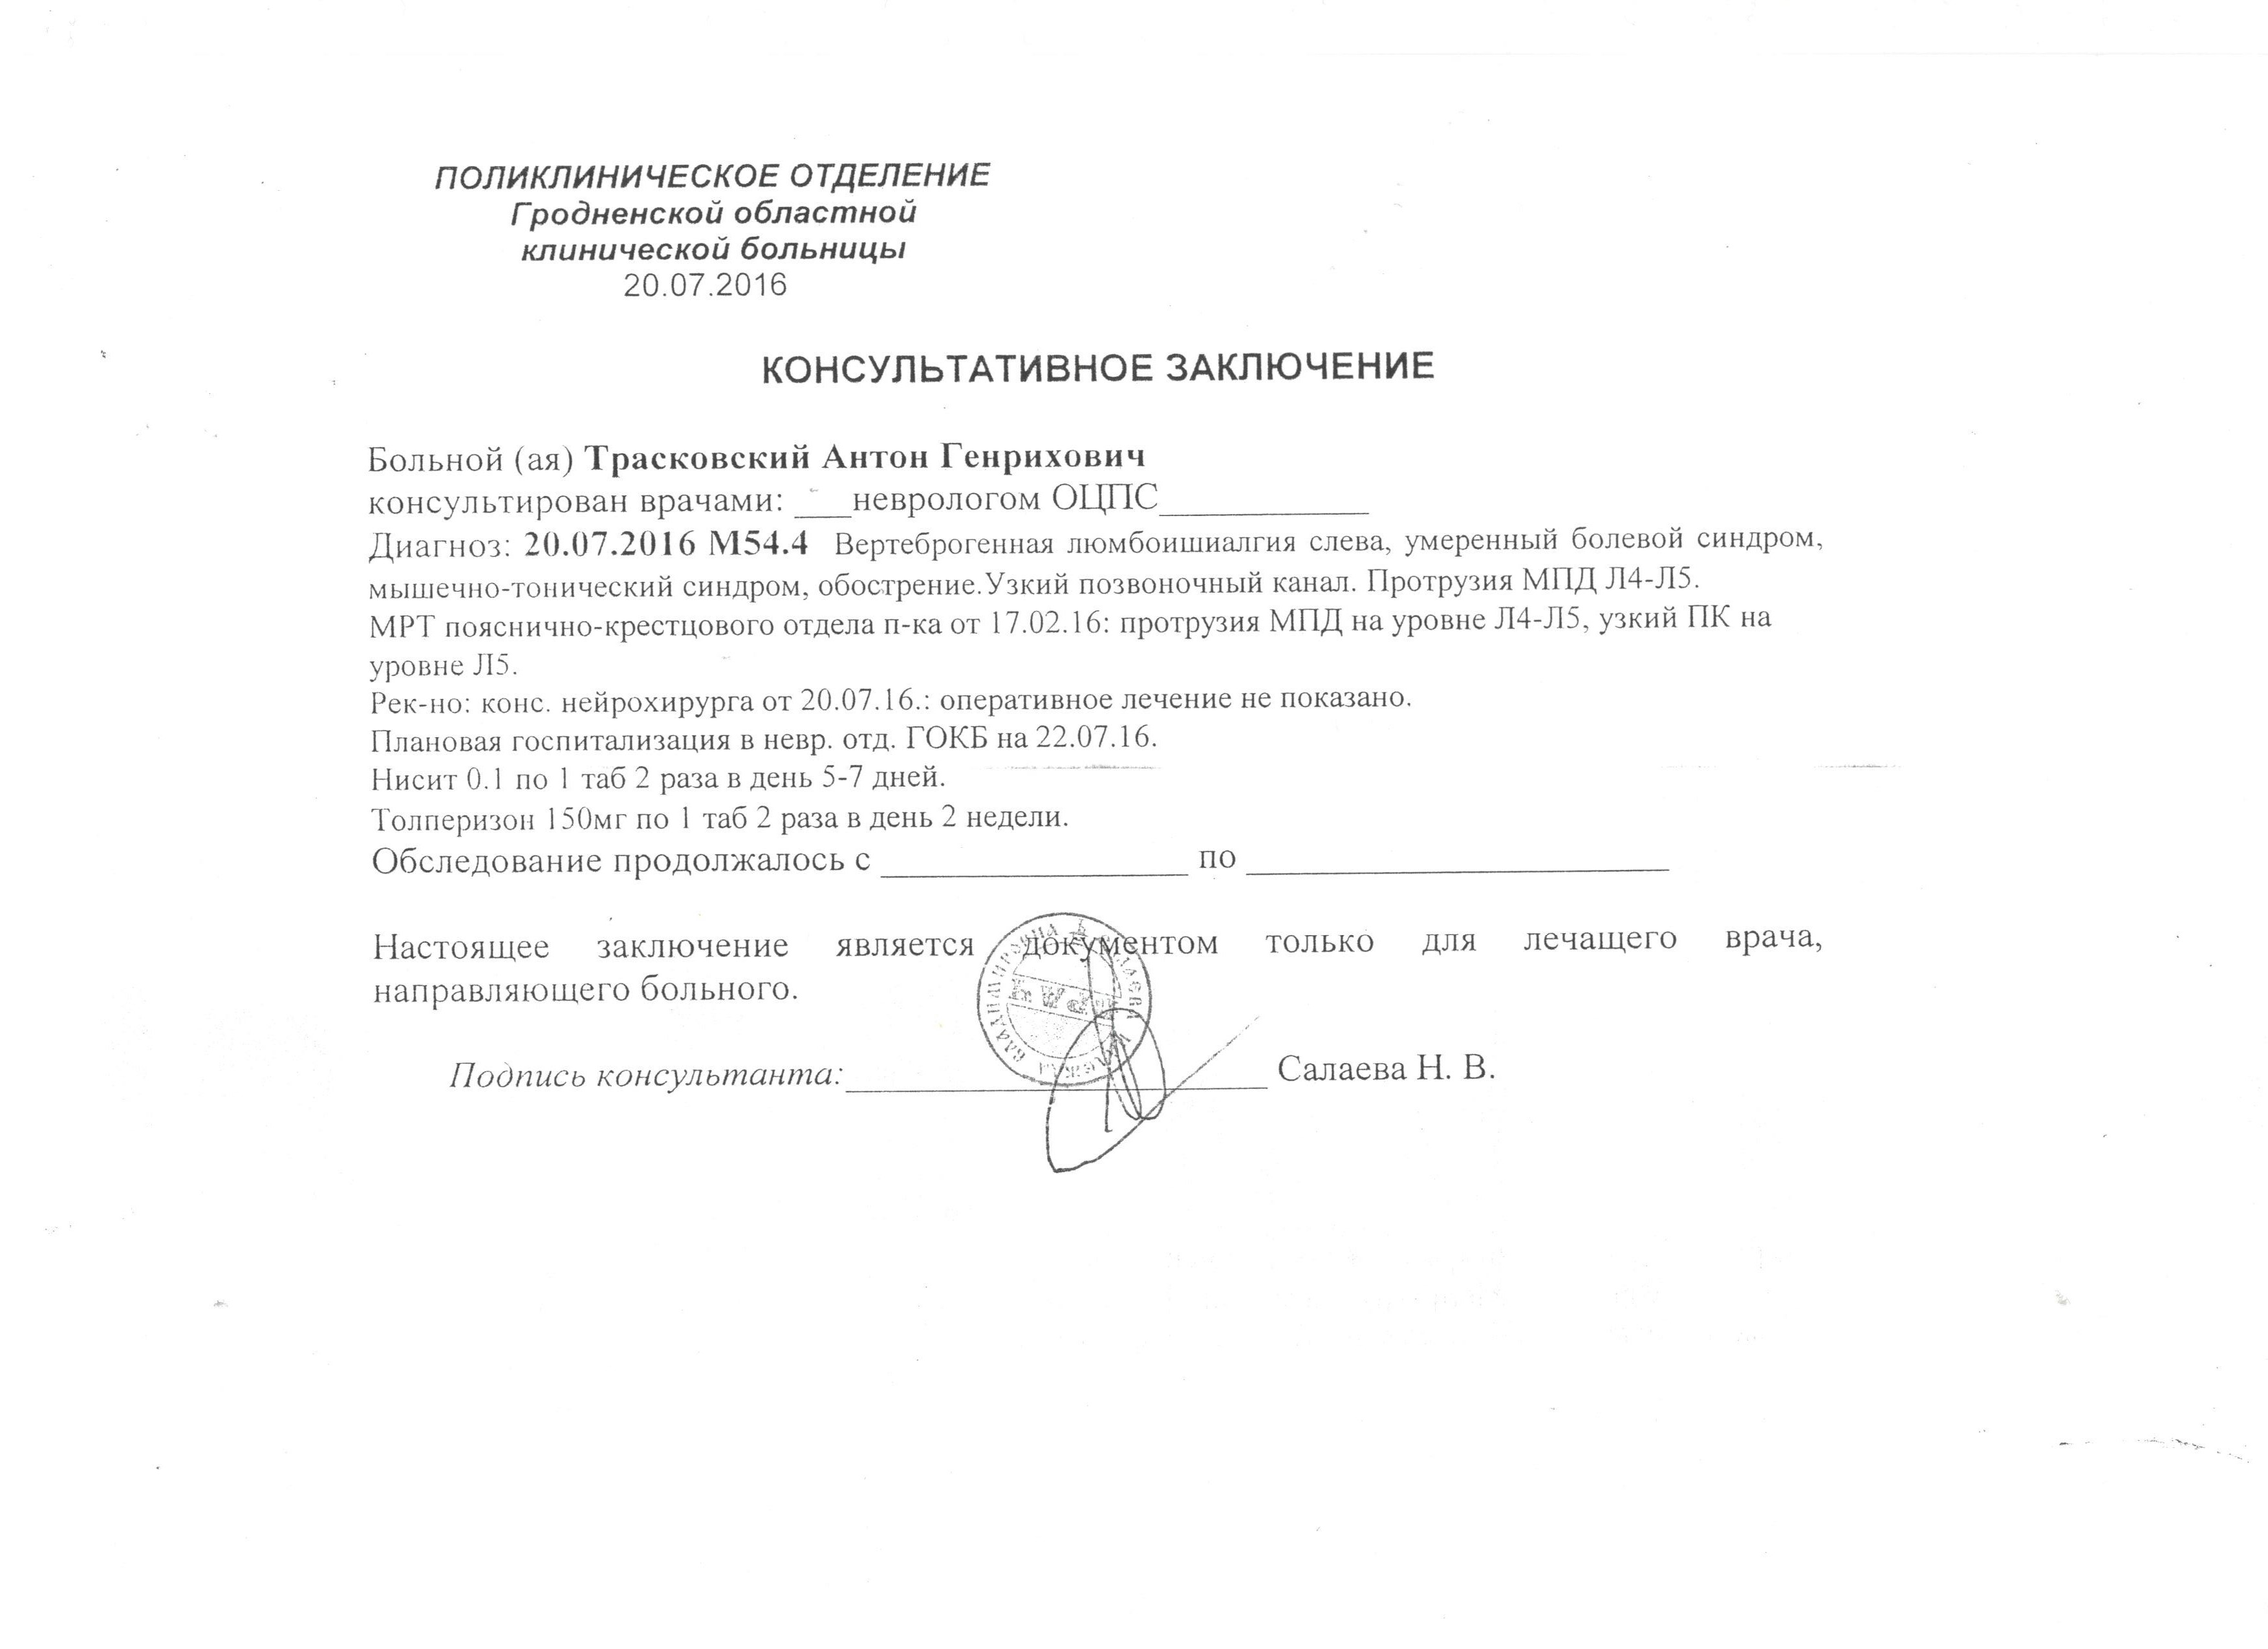 ПОЛИКЛИНИЧЕСКОЕ ОТДЕЛЕНИЕ
Гродненской областной
клинической больницы
20.07.2016
КОНСУЛЬТАТИВНОЕ ЗАКЛЮЧЕНИЕ
Больной (ая) Трасковский Антон Генрихович
консультирован врачами: ___неврологом ОЦПС___________
Диагноз: 20.07.2016 М54.4 Вертеброгенная люмбоишиалгия слева, умеренный болевой синдром,
мышечно-тонический синдром, обострение.Узкий позвоночный канал. Протрузия МПД Л4-Л5.
МРТ пояснично-крестцового отдела п-ка от 17.02.16: протрузия МПД на уровне Л4-Л5, узкий ПК на
уровне Л5.
Рек-но: конс. нейрохирурга от 20.07.16.: оперативное лечение не показано.
Плановая госпитализация в невр. отд. ГОКБ на 22.07.16.
Нисит 0.1 по 1 таб 2 раза в день 5-7 дней.
Толперизон 150мг по 1 таб 2 раза в день 2 недели.
Обследование продолжалось с ________________ по ______________________
Настоящее заключение является документом только для лечащего врача,
направляющего больного.
Подпись консультанта:______________________ Салаева Н. В.